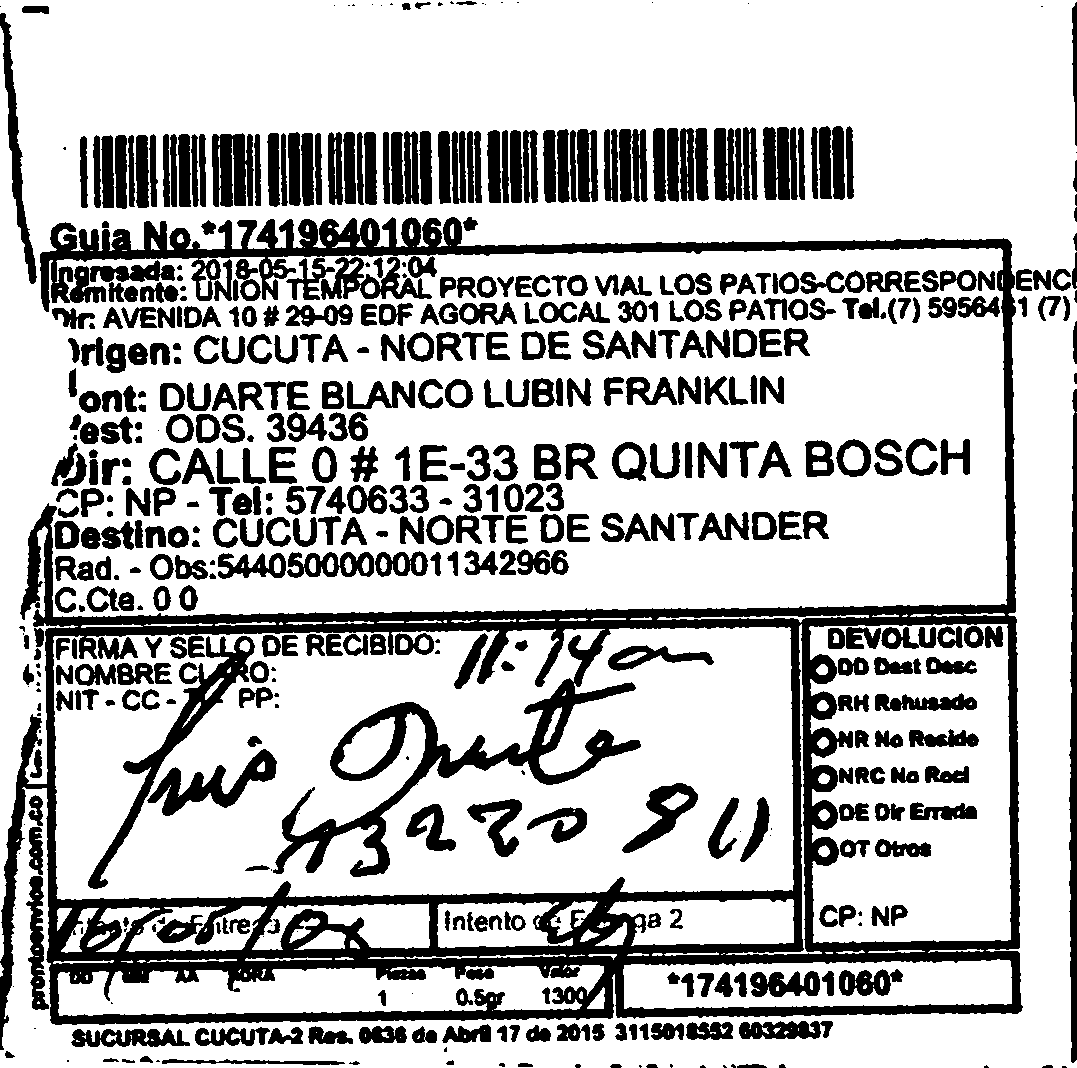 Guia No.*174196401060*
Ingresada: 2018-05-15-22:12:04
Remitente: UNION TEMPORAL PROYECTO VIAL LOS PATIOS-CORRESPONDENC
Dir: AVENIDA 10 # 29-09 EDF AGORA LOCAL 301 LOS PATIOS- Tel.(7) 5956461 (7)
Origen: CUCUTA - NORTE DE SANTANDER
ont: DUARTE BLANCO LUBIN FRANKLIN
est: ODS. 39436
Dir: CALLE 0 # 1E-33 BR QUINTA BOSCH
CP: NP - Tel: 5740633 - 31023
Destino: CUCUTA - NORTE DE SANTANDER
Rad. - Obs:544050000000011342966
C.Cte. 0 0
FIRMA Y SELLO DE RECIBIDO: 11:14am
NOMBRE CLARO:
NIT - CC - PP:
Luis Duarte
DEVOLUCION
DD Dest Desc
RH Rehusado
NR No Reside
NRC No Recl
DE Dir Errada
OT Otros
CP: NP
Intento de Entrega
Intento de Entrega 2
DD MM AA HORA
Piezas Peso Valor
1 0.5gr 1300
*174196401060*
prontoenvios.com.co
SUCURSAL CUCUTA-2 Res. 0636 de Abril 17 de 2015 3115018552 60329837